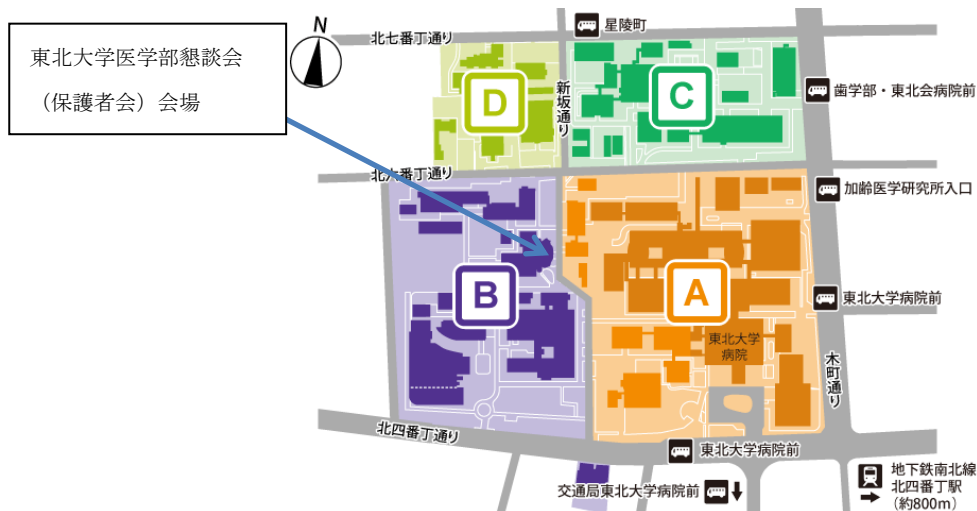 東北大学医学部懇談会
（保護者会）会場
N
北七番丁通り
星陵町
D
新坂通り
C
歯学部・東北会病院前
北六番丁通り
加齢医学研究所入口
B
A
東北大学病院前
東北大学
病院
木町通り
北四番丁通り
東北大学病院前
交通局東北大学病院前
地下鉄南北線
北四番丁駅
（約800m）